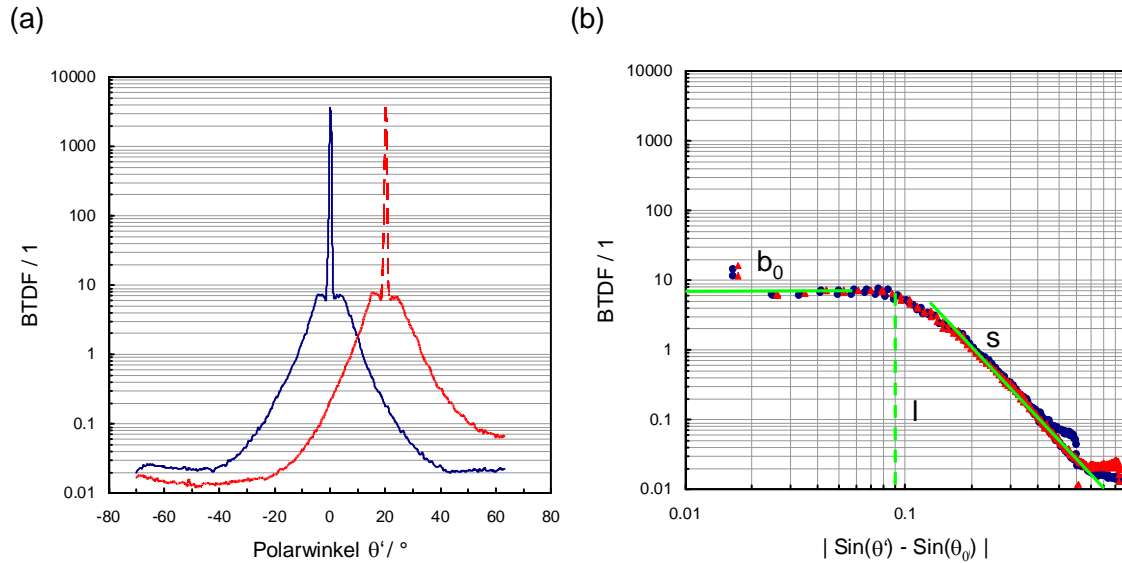 (a)
(b)
10000
1000
100
10
1
0.1
0.01
BTDF / 1
-80 -60 -40 -20 0 20 40 60 80
Polarwinkel θ‘/ °
10000
1000
100
10
1
0.1
0.01
BTDF / 1
b0
s
l
0.01 0.1
| Sin(θ‘) - Sin(θ0) |